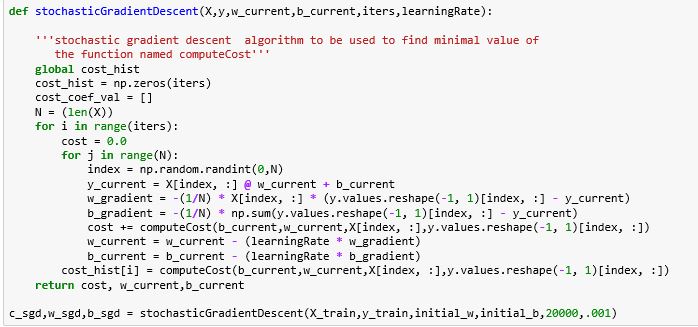 def stochasticGradientDescent(X,y,w_current,b_current,iters,learningRate):
'''stochastic gradient descent  algorithm to be used to find minimal value of
the function named computeCost'''
global cost_hist
cost_hist = np.zeros(iters)
cost_coef_val = []
N = (len(X))
for i in range(iters):
cost = 0.0
for j in range(N):
index = np.random.randint(0,N)
y_current = X[index, :] @ w_current + b_current
w_gradient = -(1/N) * X[index, :] * (y.values.reshape(-1, 1)[index, :] - y_current)
b_gradient = -(1/N) * np.sum(y.values.reshape(-1, 1)[index, :] - y_current)
cost += computeCost(b_current,w_current,X[index, :],y.values.reshape(-1, 1)[index, :])
w_current = w_current - (learningRate * w_gradient)
b_current = b_current - (learningRate * b_gradient)
cost_hist[i] = computeCost(b_current,w_current,X[index, :],y.values.reshape(-1, 1)[index, :])
return cost, w_current,b_current
c_sgd,w_sgd,b_sgd = stochasticGradientDescent(X_train,y_train,initial_w,initial_b,20000,.001)